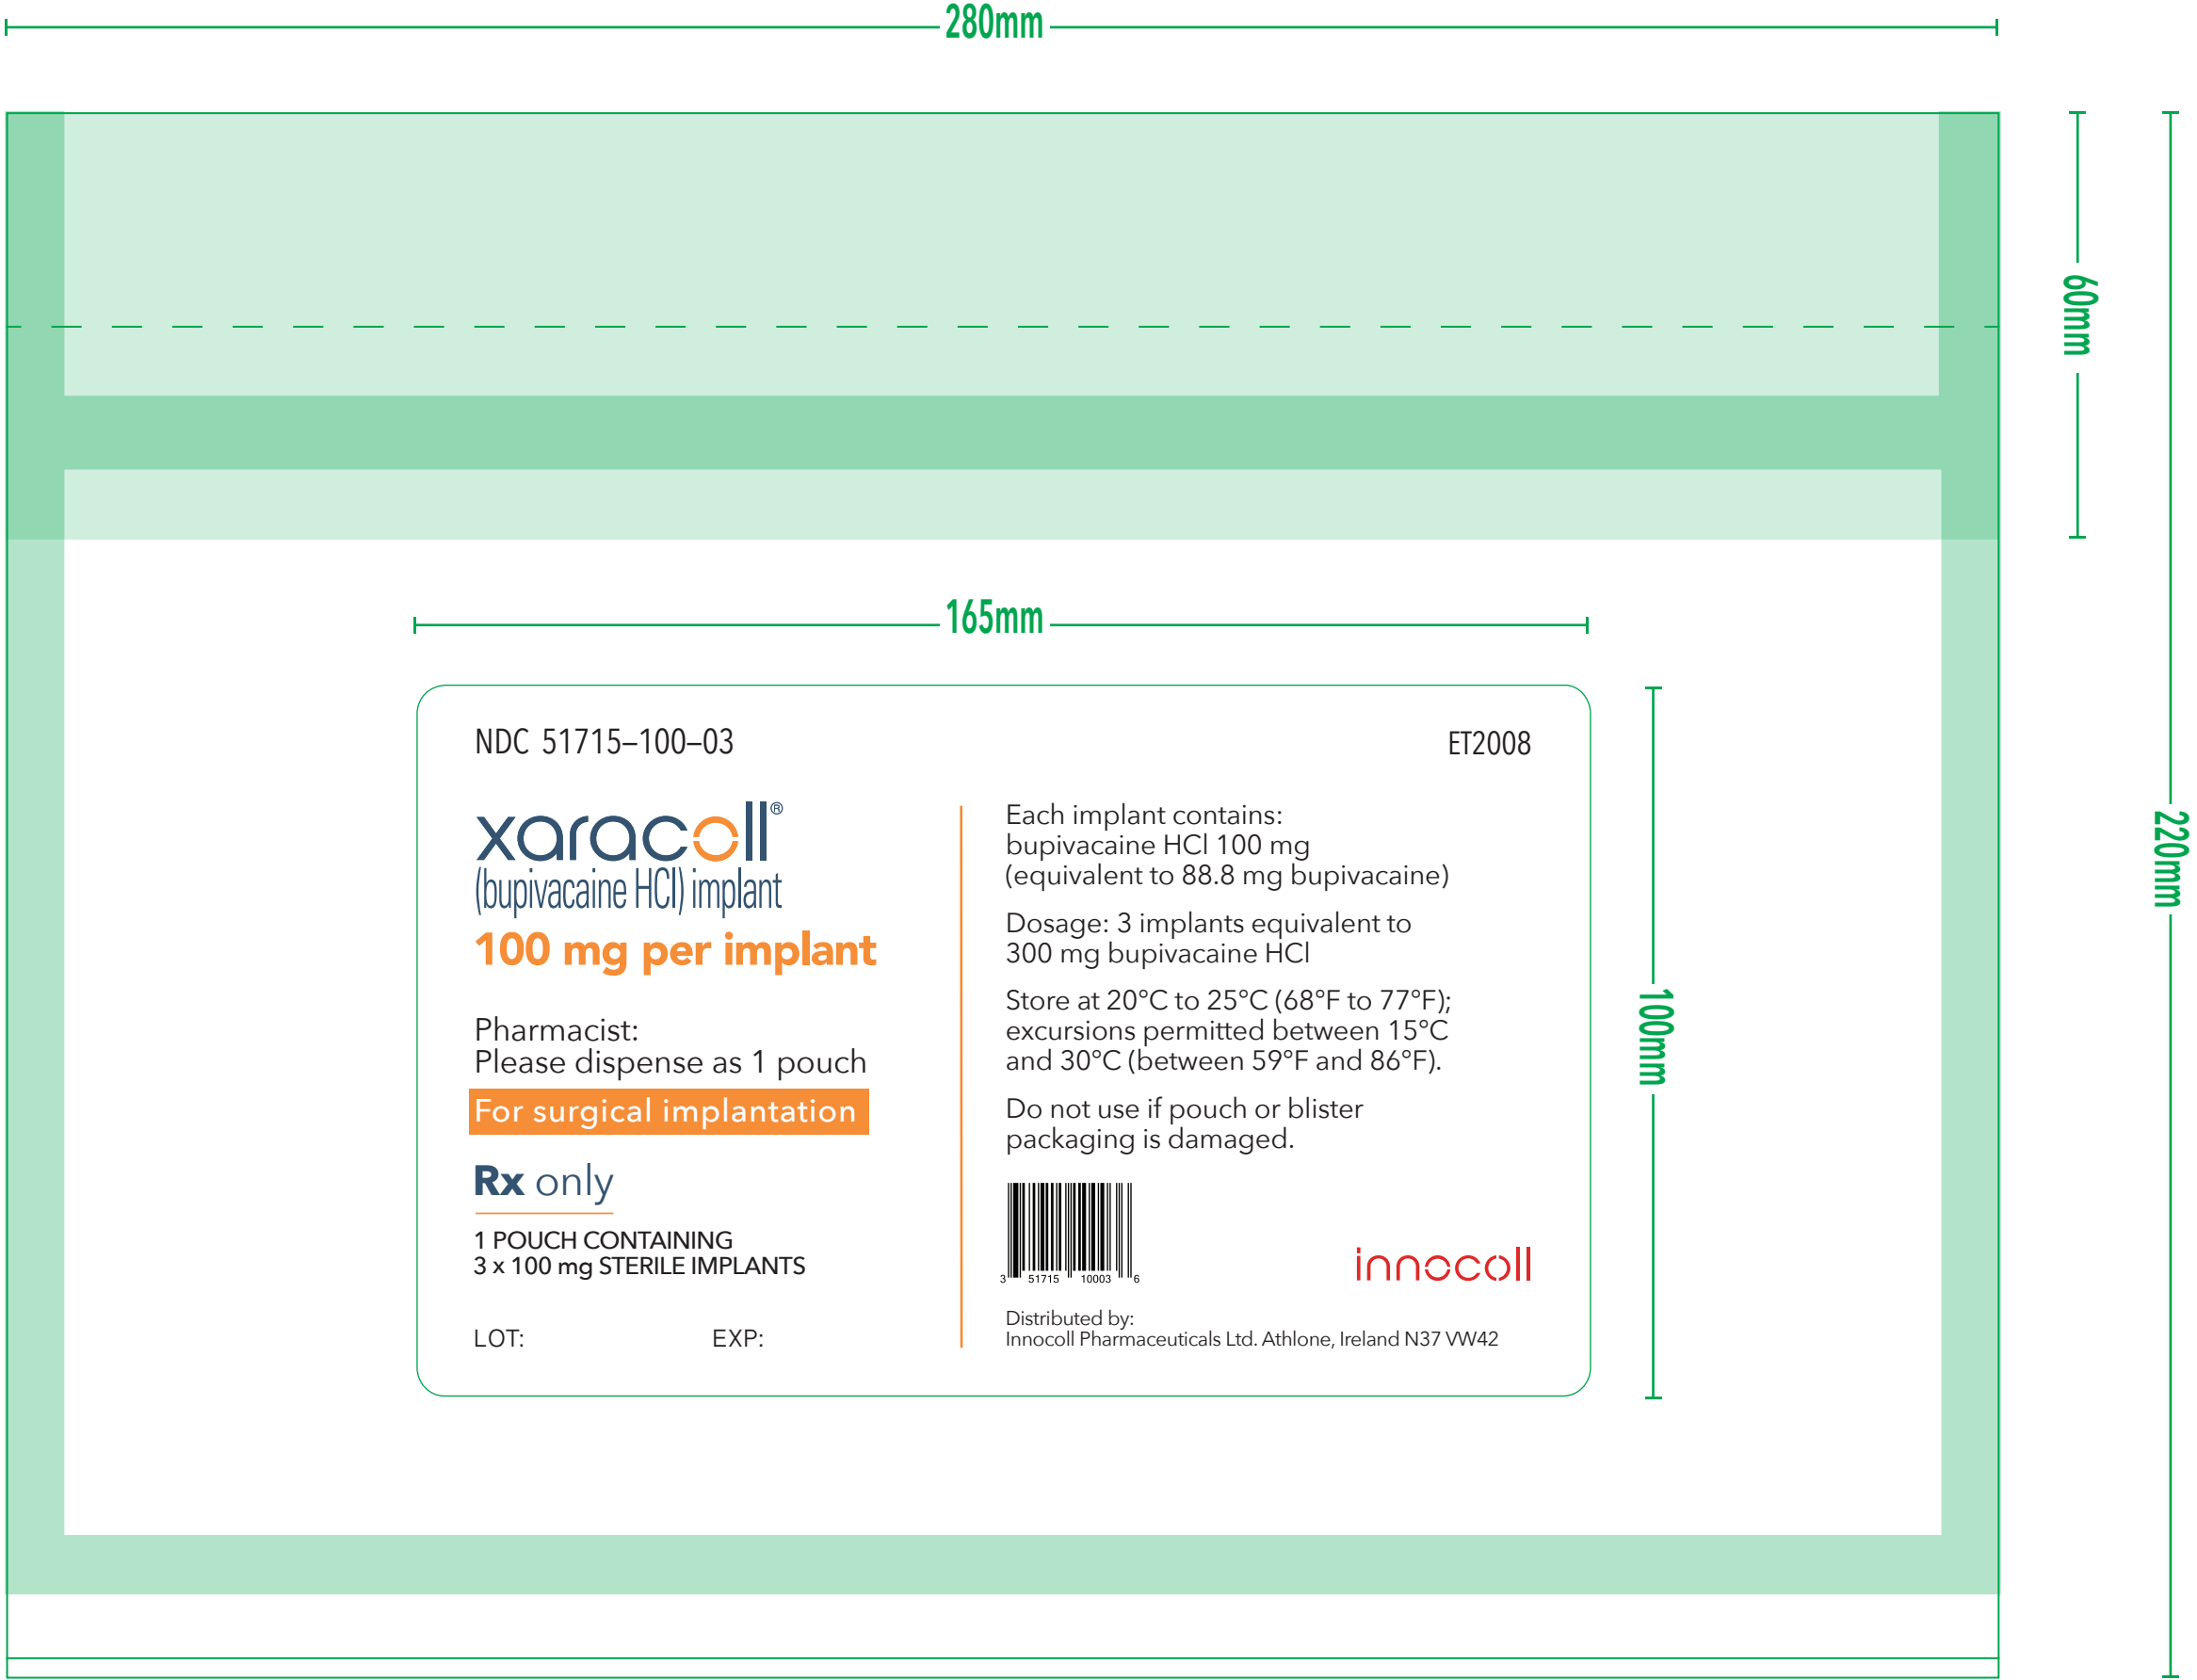 280mm
60mm
220mm
165mm
100mm
NDC 51715–100–03
ET2008
xaracoll®
(bupivacaine HCl) implant
100 mg per implant
Pharmacist:
Please dispense as 1 pouch
For surgical implantation
Rx only
1 POUCH CONTAINING
3 x 100 mg STERILE IMPLANTS
LOT: EXP:
Each implant contains:
bupivacaine HCl 100 mg
(equivalent to 88.8 mg bupivacaine)
Dosage: 3 implants equivalent to
300 mg bupivacaine HCl
Store at 20°C to 25°C (68°F to 77°F);
excursions permitted between 15°C
and 30°C (between 59°F and 86°F).
Do not use if pouch or blister
packaging is damaged.
3 51715 10003 6
innocoll
Distributed by:
Innocoll Pharmaceuticals Ltd. Athlone, Ireland N37 VW42